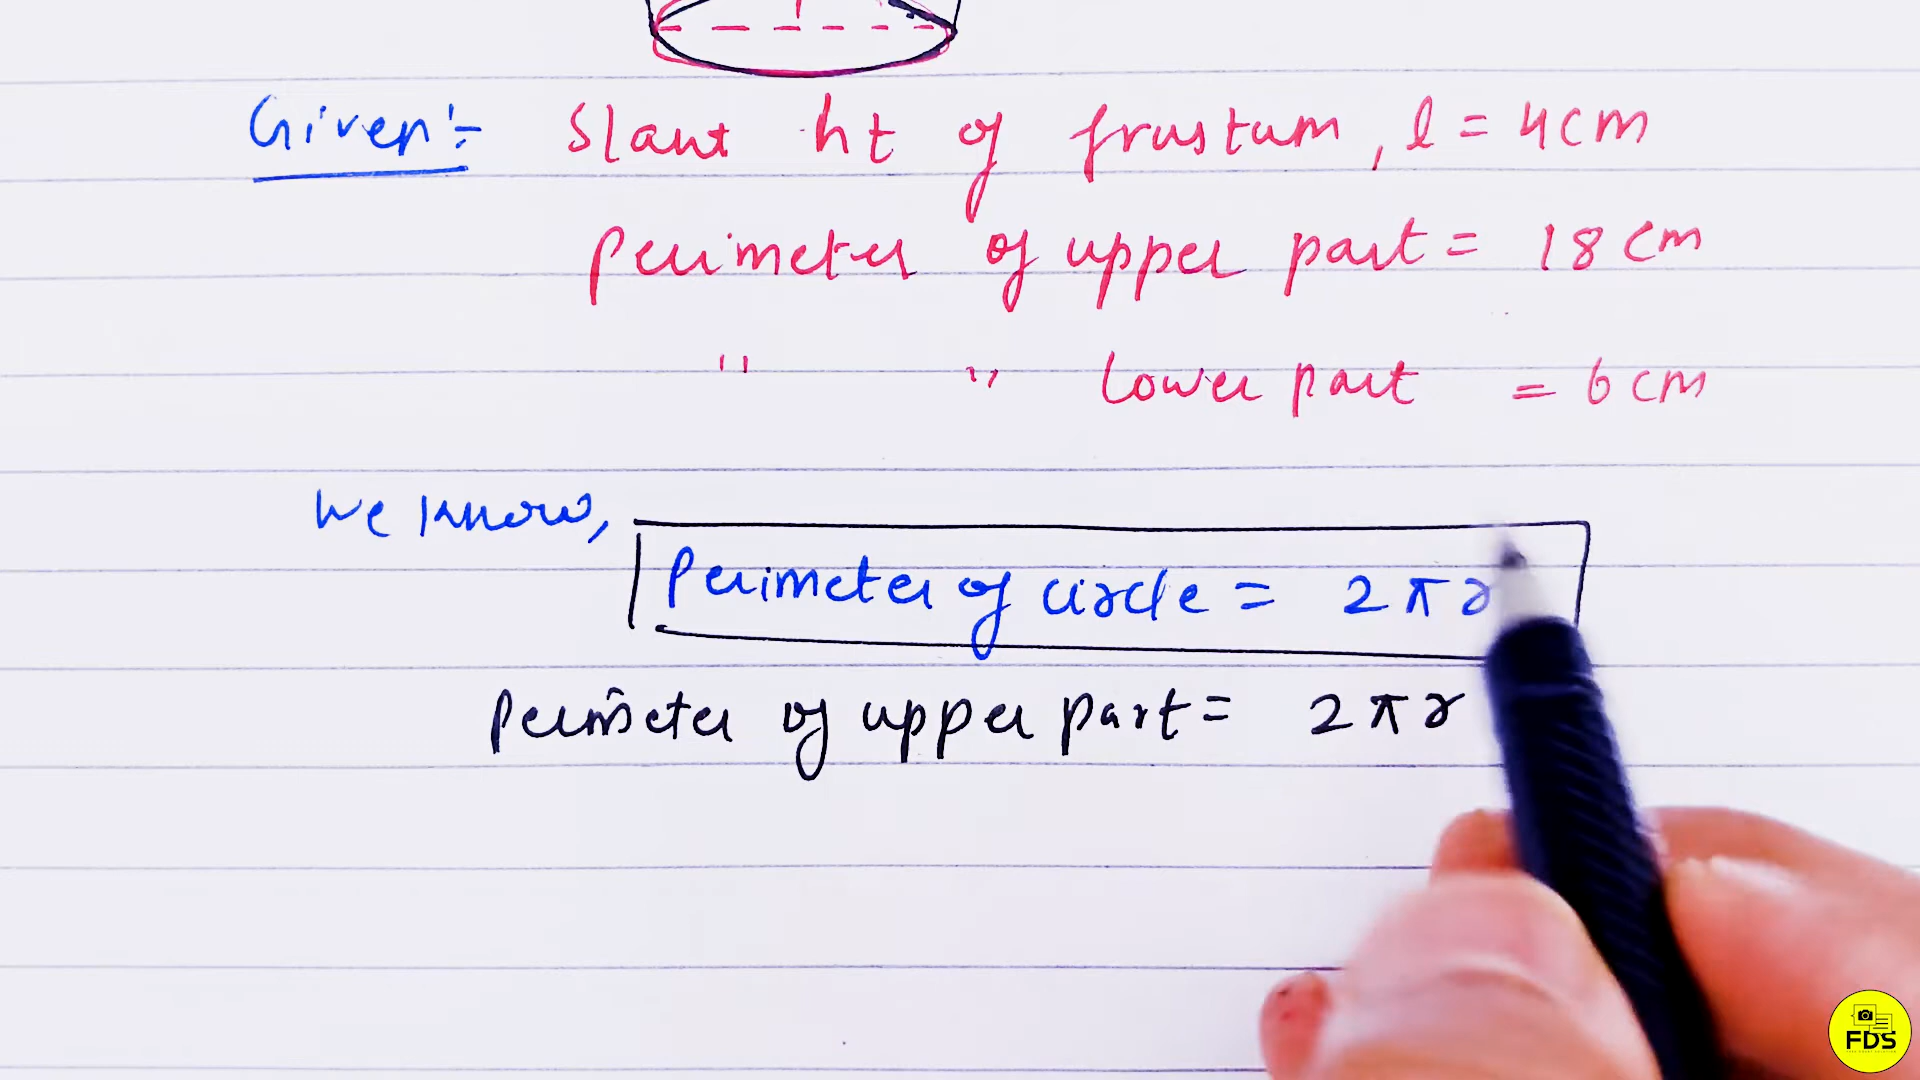 Given:- Slant ht of frustum, l = 4cm
Perimeter of upper part = 18 cm
" " lower part = 6 cm
We know,
Perimeter of circle = 2πr
Perimeter of upper part = 2πr
FDS